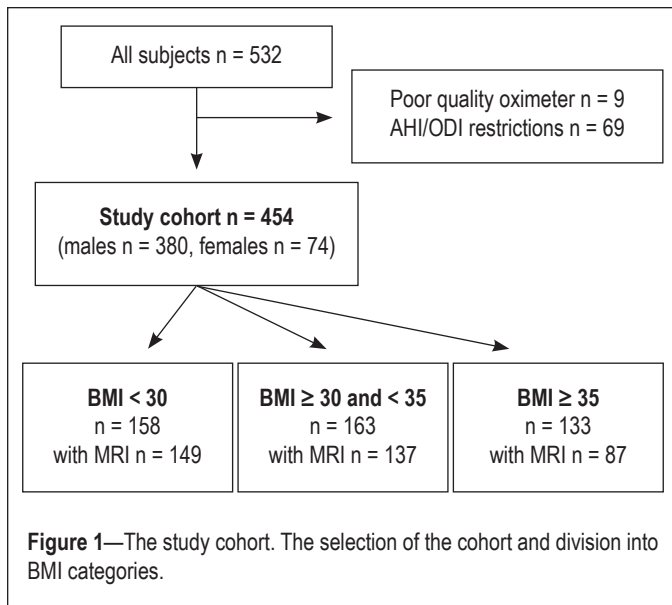 All subjects n = 532
Poor quality oximeter n = 9
AHI/ODI restrictions n = 69
Study cohort n = 454
(males n = 380, females n = 74)
BMI < 30
n = 158
with MRI n = 149
BMI ≥ 30 and < 35
n = 163
with MRI n = 137
BMI ≥ 35
n = 133
with MRI n = 87
Figure 1—The study cohort. The selection of the cohort and division into
BMI categories.